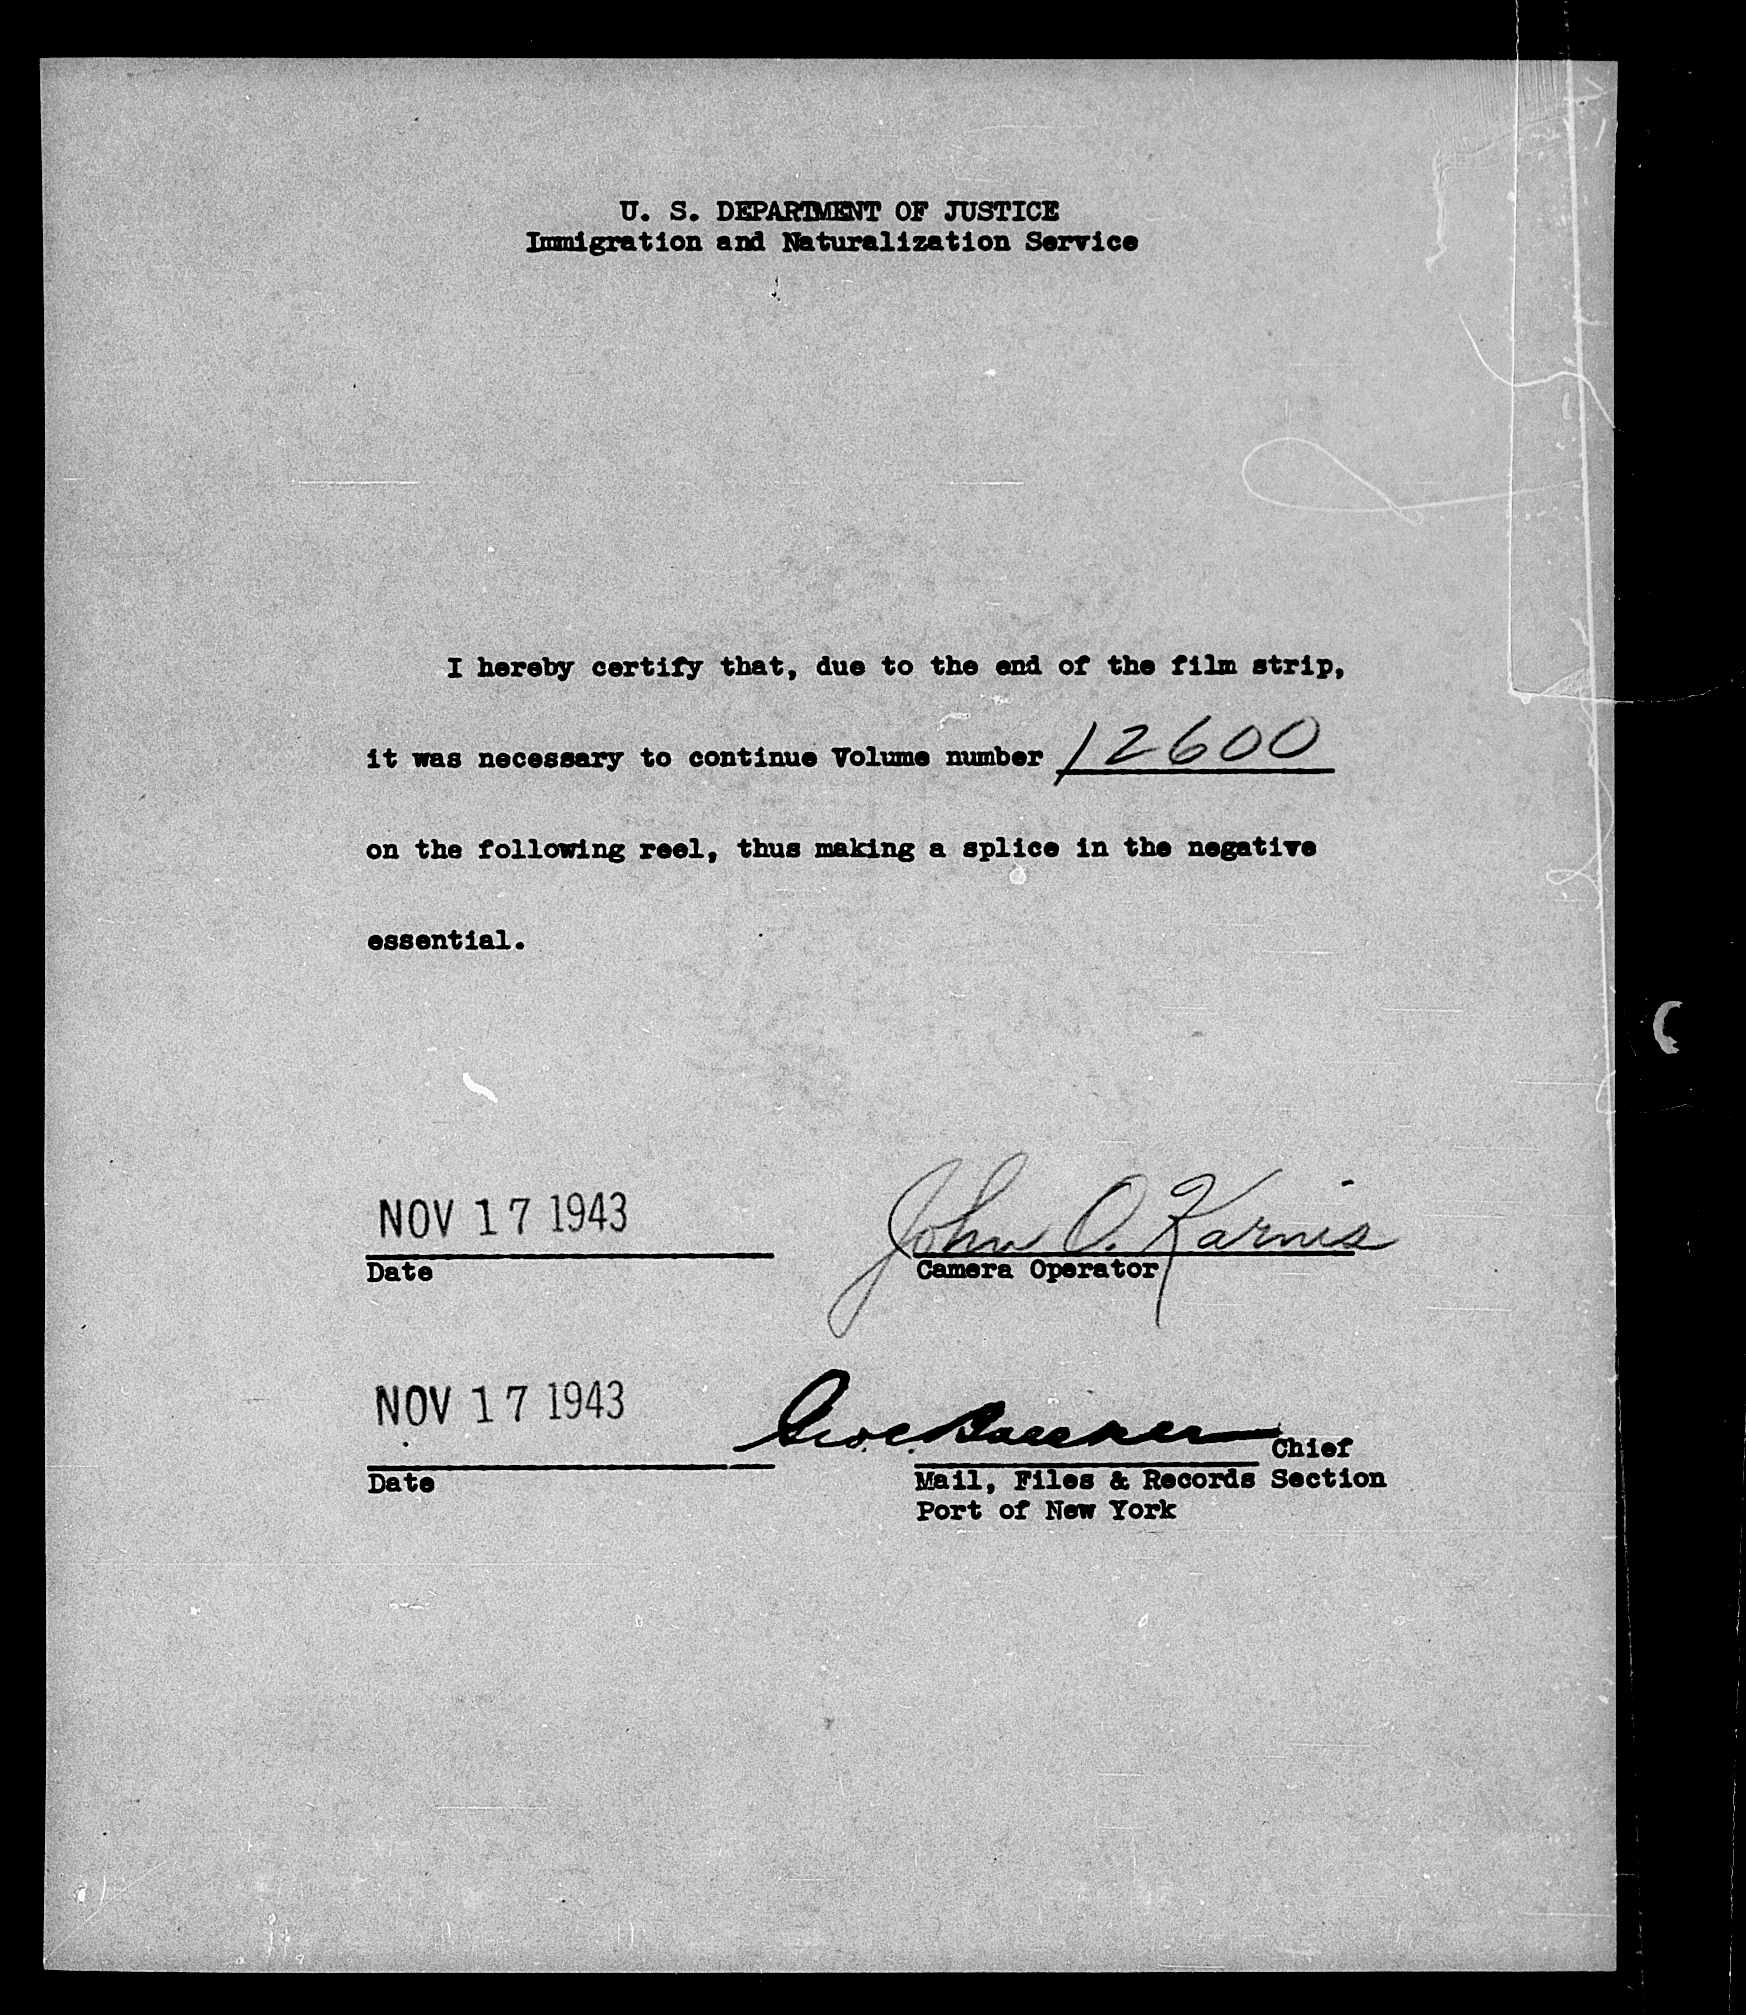 U. S. DEPARTMENT OF JUSTICE
Immigration and Naturalization Service
I hereby certify that, due to the end of the film strip,
it was necessary to continue Volume number 12600
on the following reel, thus making a splice in the negative
essential.
NOV 17 1943 John O. Karnis
Date Camera Operator
NOV 17 1943 Chief
Date Mail, Files & Records Section
Port of New York